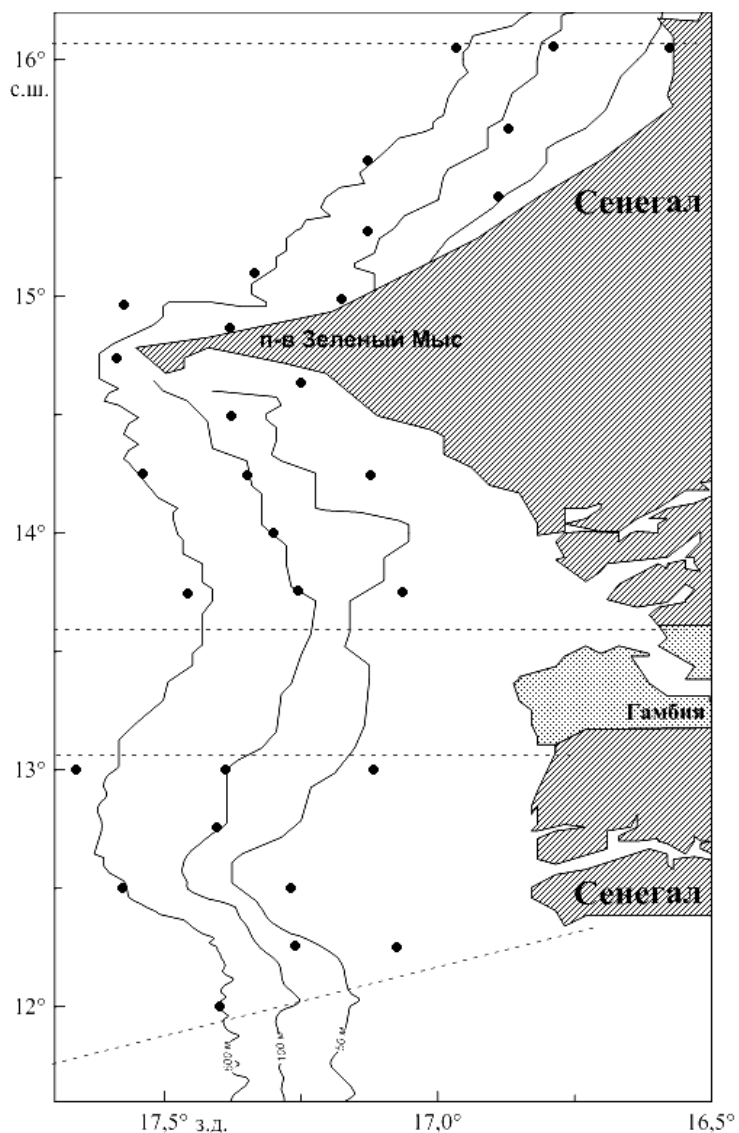 16°
с.ш.
Сенегал
15°
п-в Зеленый Мыс
14°
Гамбия
13°
Сенегал
12°
500 м
100 м
50 м
17,5° з.д.
17,0°
16,5°